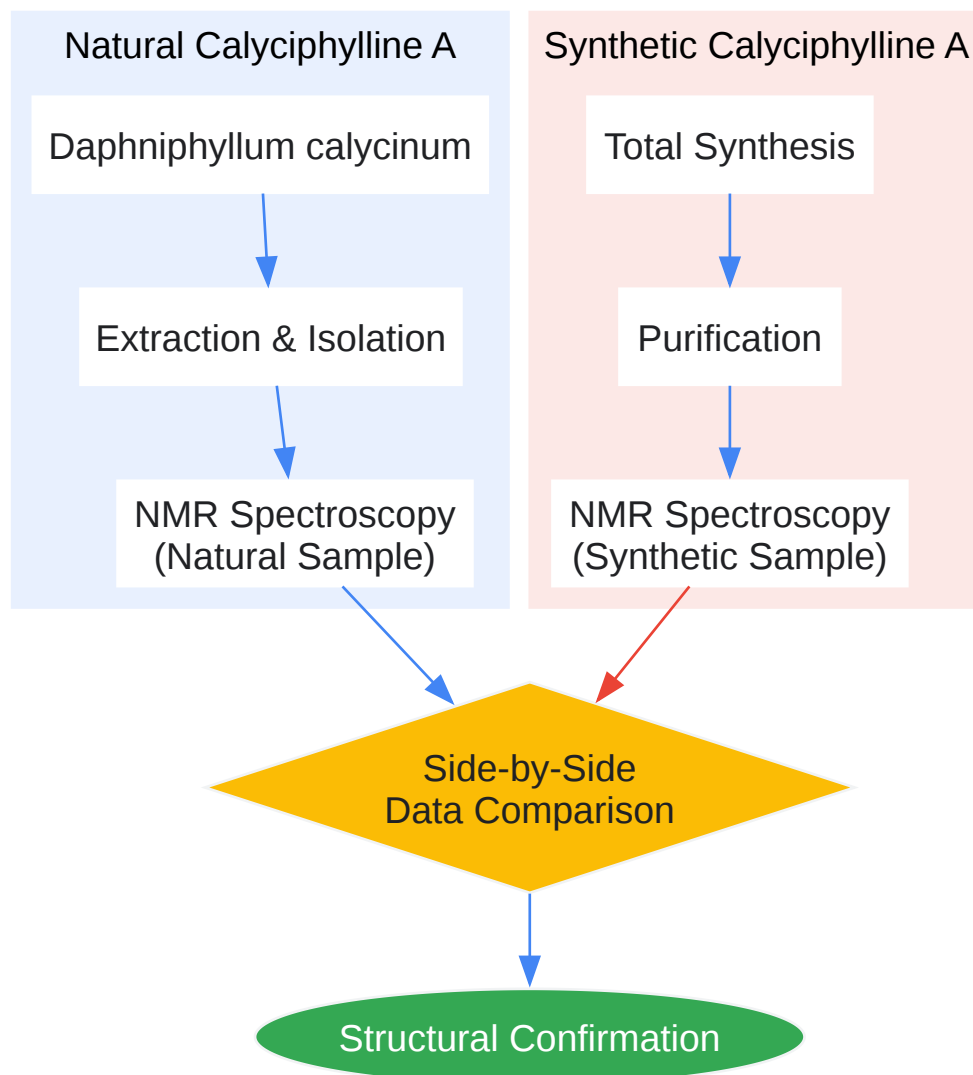 Natural Calyciphylline A
Daphniphyllum calycinum
Extraction & Isolation
NMR Spectroscopy
(Natural Sample)
Synthetic Calyciphylline A
Total Synthesis
Purification
NMR Spectroscopy
(Synthetic Sample)
Side-by-Side
Data Comparison
Structural Confirmation